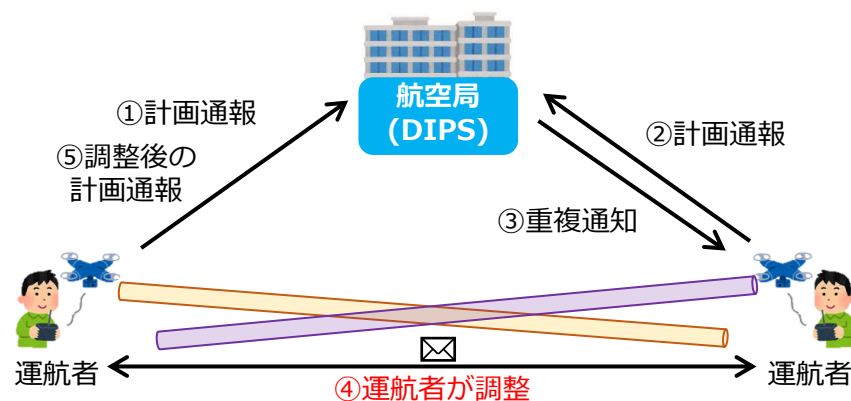 航空局
(DIPS)
①計画通報
②計画通報
⑤調整後の
計画通報
③重複通知
運航者
運航者
④運航者が調整